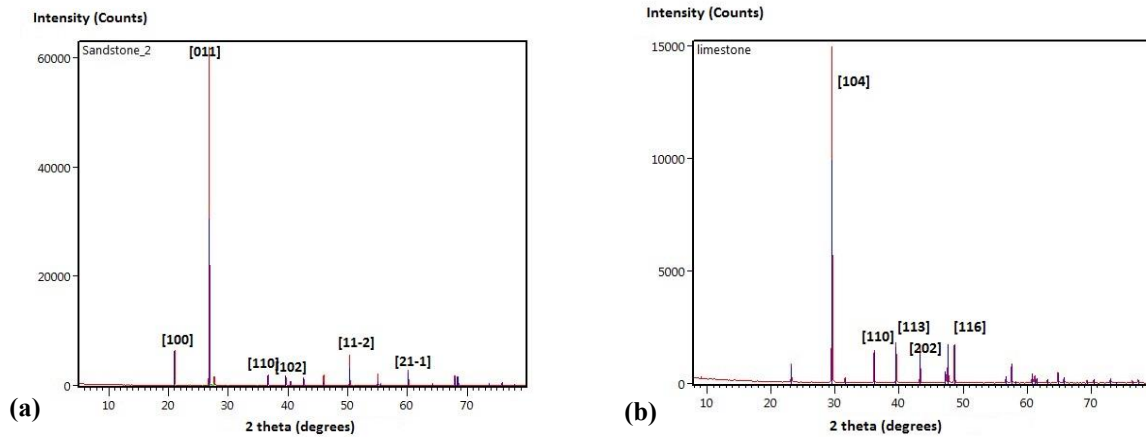 Intensity (Counts)
Sandstone_2
60000
[011]
40000
20000
[100]
[110]
[102]
[11-2]
[21-1]
0
10 20 30 40 50 60 70
2 theta (degrees)
(a)
Intensity (Counts)
limestone
15000
[104]
10000
5000
[110]
[113]
[202]
[116]
0
10 20 30 40 50 60 70
2 theta (degrees)
(b)